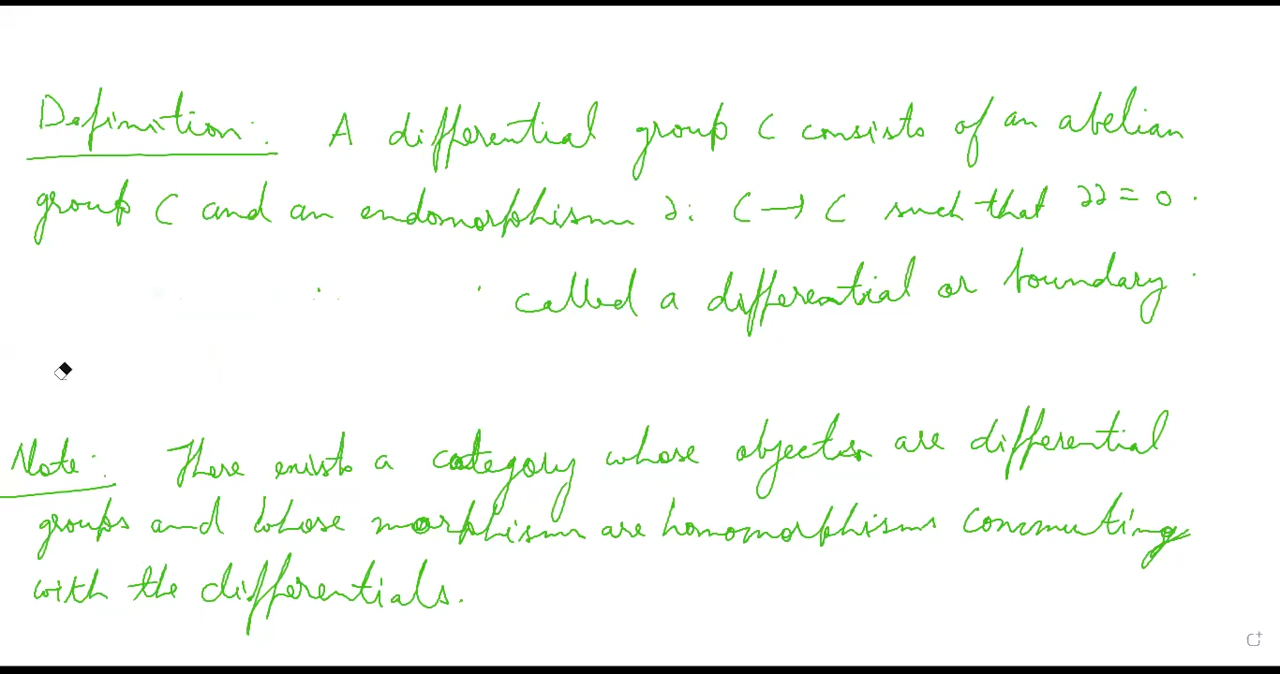 Definition: A differential group C consists of an abelian
group C and an endomorphism ∂: C → C such that ∂∂ = 0.
called a differential or boundary.
Note: There exists a category whose objects are differential
groups and whose morphisms are homomorphisms commuting
with the differentials.